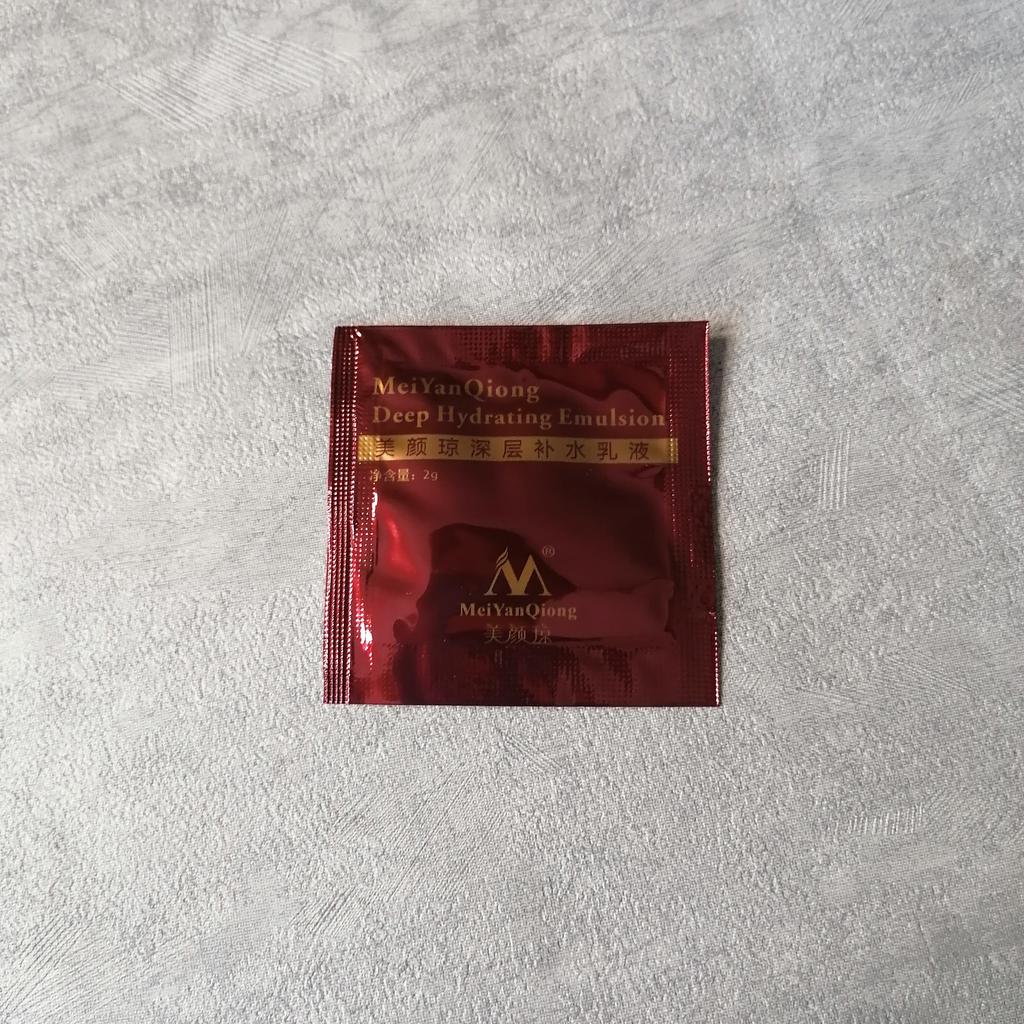 MeiYanQiong
Deep Hydrating Emulsion
美颜琼深层补水乳液
净含量：2g
®
MeiYanQiong
美颜琼